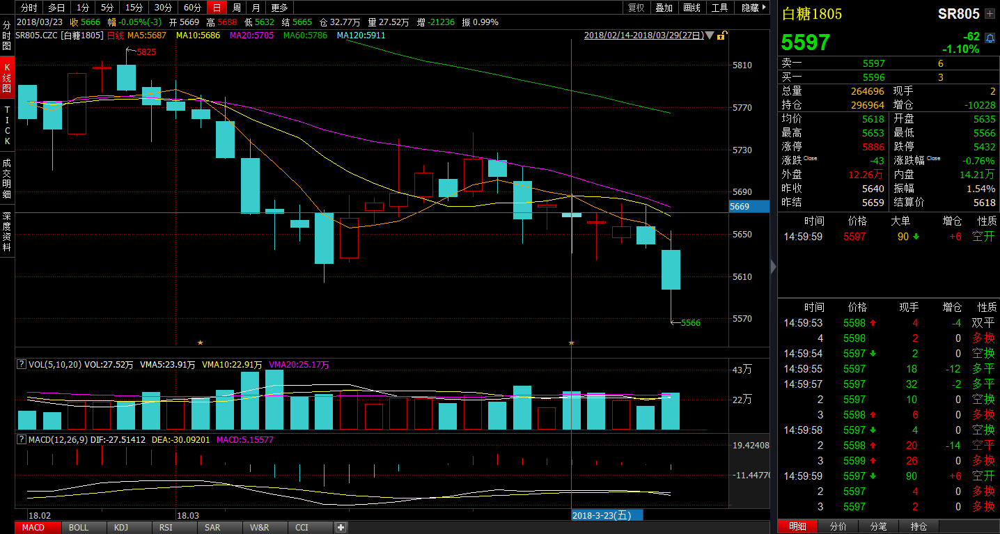 分时 多日 1分 5分 15分 30分 60分 日 周 月 更多 复权 叠加 画线 工具 隐藏
2018/03/23 收 5666 幅 -0.05%(-3) 开 5669 高 5688 低 5632 结 5665 仓 32.77万 量 27.52万 增 -21236 振 0.99%
SR805.CZC [白糖1805] 日线 MA5:5687 MA10:5686 MA20:5705 MA60:5786 MA120:5911 2018/02/14-2018/03/29(27日)
分时图
K线图
TICK
成交明细
深度资料
5825
5810
5770
5730
5690
5669
5650
5610
5570
5566
? VOL(5,10,20) VOL:27.52万 VMA5:23.91万 VMA10:22.91万 VMA20:25.17万
43万
22万
? MACD(12,26,9) DIF:-27.51412 DEA:-30.09201 MACD:5.15577
19.42408
-11.44770
18.02 18.03 2018-3-23(五)
MACD BOLL KDJ RSI SAR W&R CCI
白糖1805 SR805
5597 -62
-1.10%
卖一 5597 6
买一 5596 3
总量 264696 现手 2
持仓 296964 增仓 -10228
均价 5618 开盘 5635
最高 5653 最低 5566
涨停 5886 跌停 5432
涨跌Close -43 涨跌幅Close -0.76%
外盘 12.26万 内盘 14.21万
昨收 5640 振幅 1.54%
昨结 5659 结算价 5618
时间 价格 大单 增仓 性质
14:59:59 5597 90 +6 空开
时间 价格 现手 增仓 性质
14:59:53 5598 4 -4 双平
4 5598 2 0 多换
14:59:54 5597 2 0 空换
14:59:55 5597 18 -12 多平
14:59:57 5597 32 -2 多平
2 5597 10 0 空换
3 5598 6 0 多换
14:59:58 5597 4 0 空换
2 5598 20 -14 空平
3 5599 26 0 多换
14:59:59 5597 90 +6 空开
2 5597 4 0 多换
3 5597 2 0 多换
明细 分价 分笔 持仓